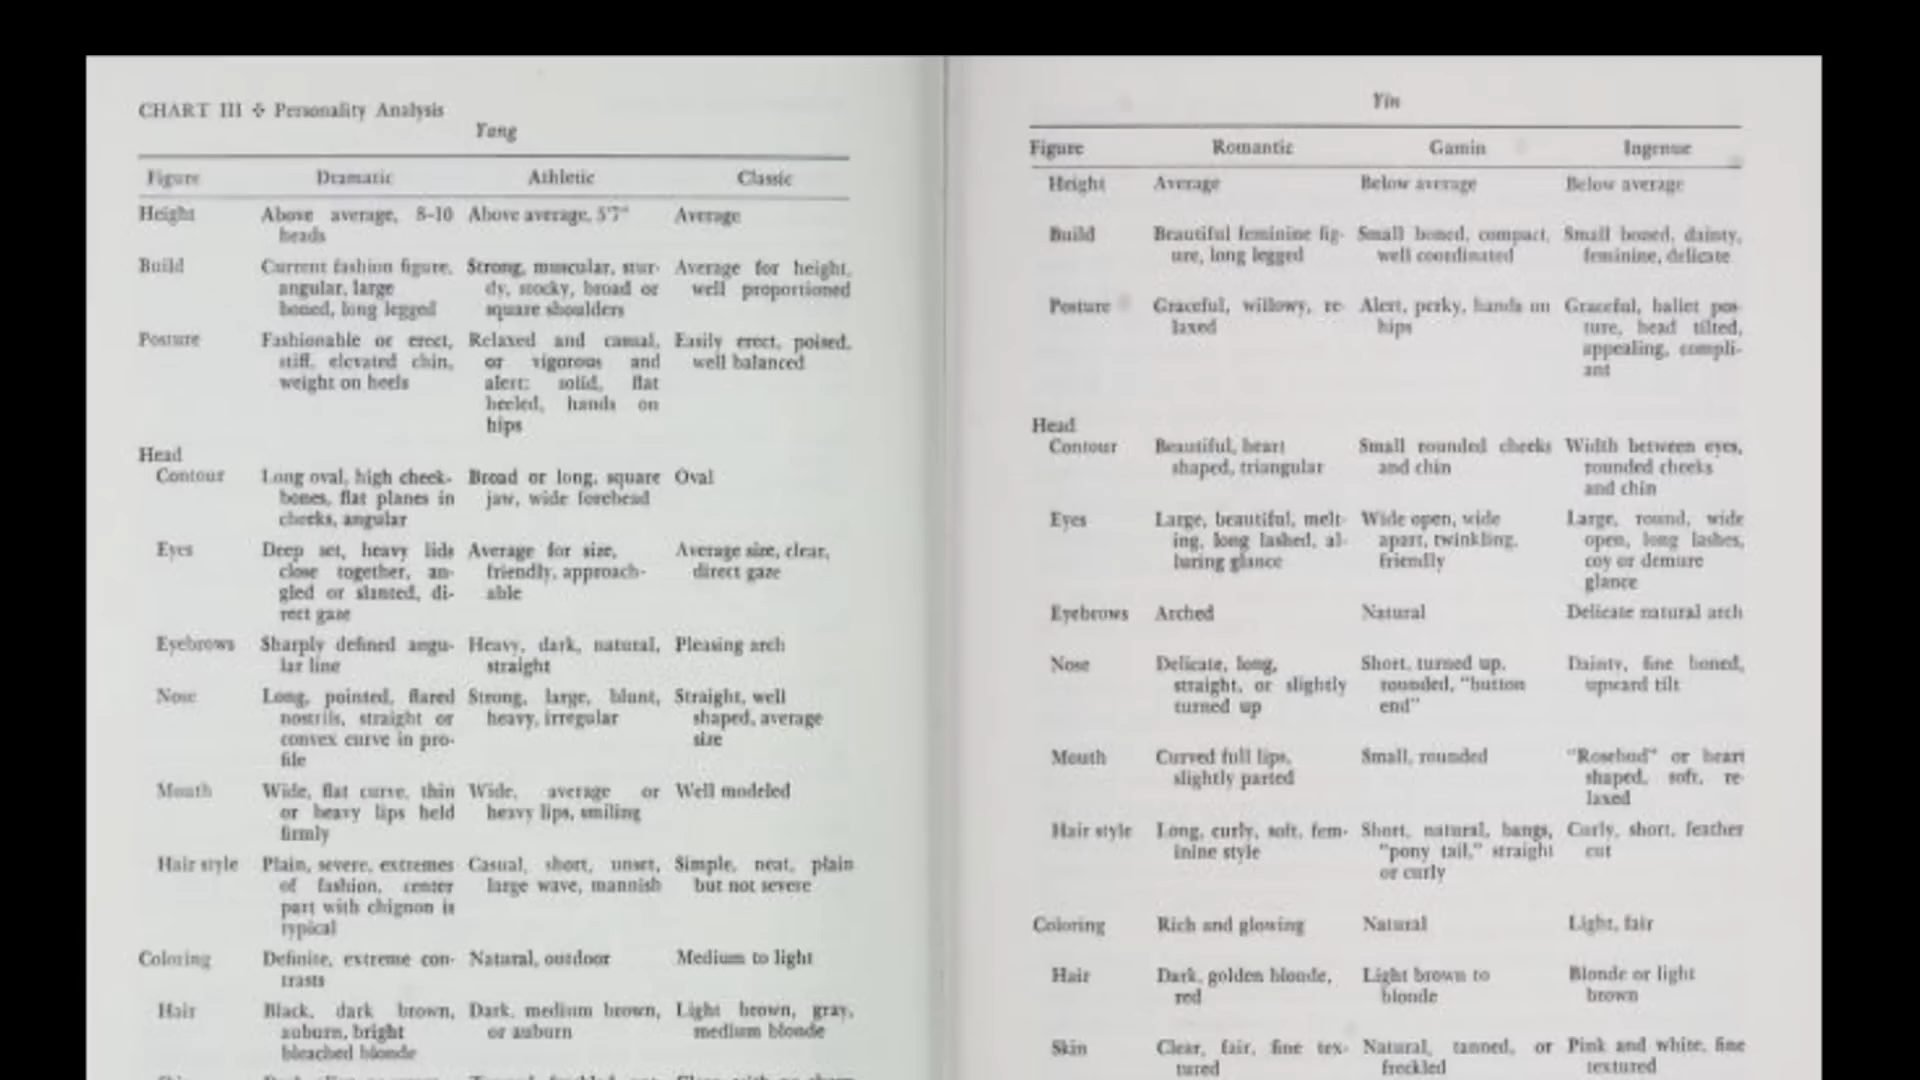 CHART III ✣ Personality Analysis
Yang
Figure Dramatic Athletic Classic
Height Above average, 8-10 Above average, 5'7" Average
heads
Build Current fashion figure, Strong, muscular, stur- Average for height,
angular, large dy, stocky, broad or well proportioned
boned, long legged square shoulders
Posture Fashionable or erect, Relaxed and casual, Easily erect, poised,
stiff, elevated chin, or vigorous and well balanced
weight on heels alert: solid, flat
heeled, hands on
hips
Head
Contour Long oval, high cheek- Broad or long, square Oval
bones, flat planes in jaw, wide forehead
cheeks, angular
Eyes Deep set, heavy lids Average for size, Average size, clear,
close together, an- friendly, approach- direct gaze
gled or slanted, di- able
rect gaze
Eyebrows Sharply defined angu- Heavy, dark, natural, Pleasing arch
lar line straight
Nose Long, pointed, flared Strong, large, blunt, Straight, well
nostrils, straight or heavy, irregular shaped, average
convex curve in pro- size
file
Mouth Wide, flat curve, thin Wide, average or Well modeled
or heavy lips held heavy lips, smiling
firmly
Hair style Plain, severe, extremes Casual, short, unset, Simple, neat, plain
of fashion, center large wave, mannish but not severe
part with chignon is
typical
Coloring Definite, extreme con- Natural, outdoor Medium to light
trasts
Hair Black, dark brown, Dark, medium brown, Light brown, gray,
auburn, bright or auburn medium blonde
bleached blonde
Yin
Figure Romantic Gamin Ingenue
Height Average Below average Below average
Build Beautiful feminine fig- Small boned, compact, Small boned, dainty,
ure, long legged well coordinated feminine, delicate
Posture Graceful, willowy, re- Alert, perky, hands on Graceful, ballet pos-
laxed hips ture, head tilted,
appealing, compli-
ant
Head
Contour Beautiful, heart Small rounded cheeks Width between eyes,
shaped, triangular and chin rounded cheeks
and chin
Eyes Large, beautiful, melt- Wide open, wide Large, round, wide
ing, long lashed, al- apart, twinkling, open, long lashes,
luring glance friendly coy or demure
glance
Eyebrows Arched Natural Delicate natural arch
Nose Delicate, long, Short, turned up, Dainty, fine boned,
straight, or slightly rounded, "button upward tilt
turned up end"
Mouth Curved full lips, Small, rounded "Rosebud" or heart
slightly parted shaped, soft, re-
laxed
Hair style Long, curly, soft, fem- Short, natural, bangs, Curly, short, feather
inine style "pony tail," straight cut
or curly
Coloring Rich and glowing Natural Light, fair
Hair Dark, golden blonde, Light brown to Blonde or light
red blonde brown
Skin Clear, fair, fine tex- Natural, tanned, or Pink and white, fine
tured freckled textured